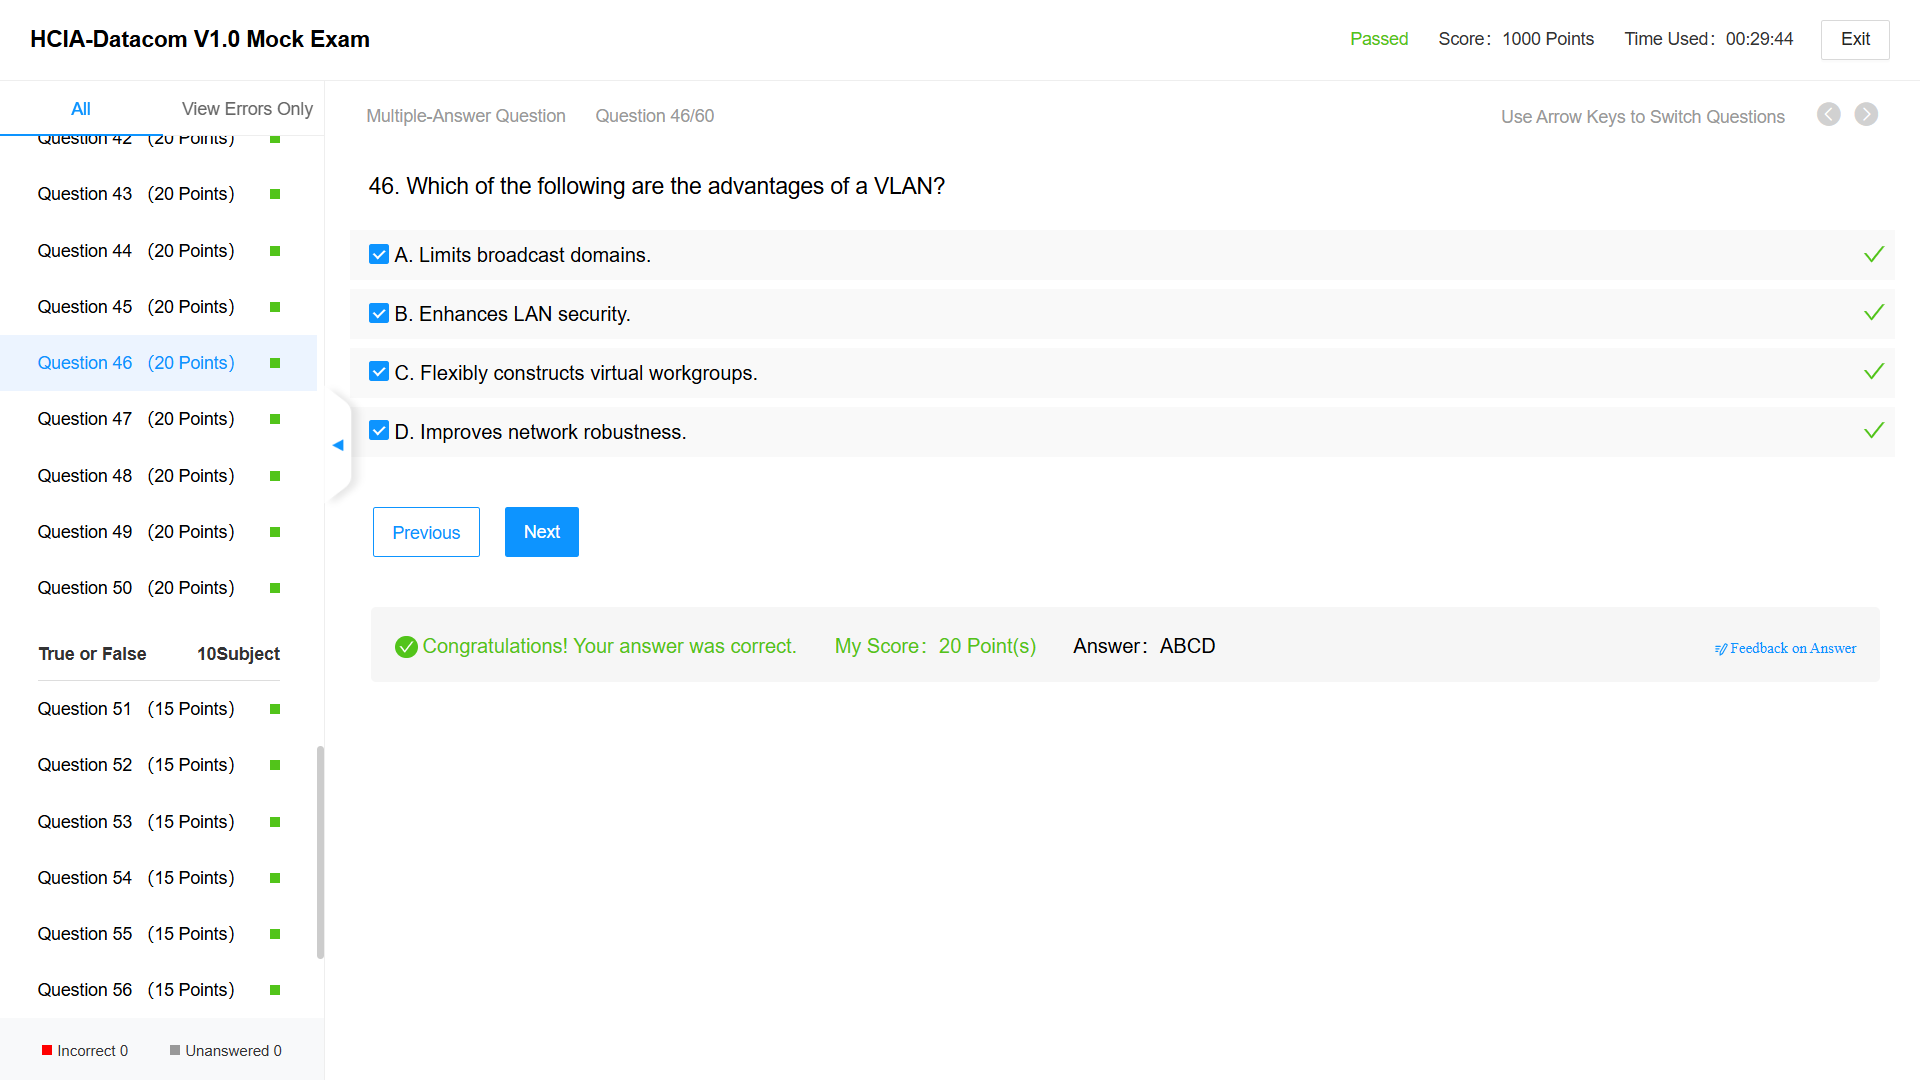 HCIA-Datacom V1.0 Mock Exam
Passed Score：1000 Points Time Used：00:29:44 Exit
All View Errors Only
Multiple-Answer Question Question 46/60 Use Arrow Keys to Switch Questions
Question 42 （20 Points）
Question 43 （20 Points）
Question 44 （20 Points）
Question 45 （20 Points）
Question 46 （20 Points）
Question 47 （20 Points）
Question 48 （20 Points）
Question 49 （20 Points）
Question 50 （20 Points）
True or False 10Subject
Question 51 （15 Points）
Question 52 （15 Points）
Question 53 （15 Points）
Question 54 （15 Points）
Question 55 （15 Points）
Question 56 （15 Points）
Incorrect 0 Unanswered 0
46. Which of the following are the advantages of a VLAN?
A. Limits broadcast domains.
B. Enhances LAN security.
C. Flexibly constructs virtual workgroups.
D. Improves network robustness.
Previous Next
Congratulations! Your answer was correct. My Score：20 Point(s) Answer：ABCD Feedback on Answer